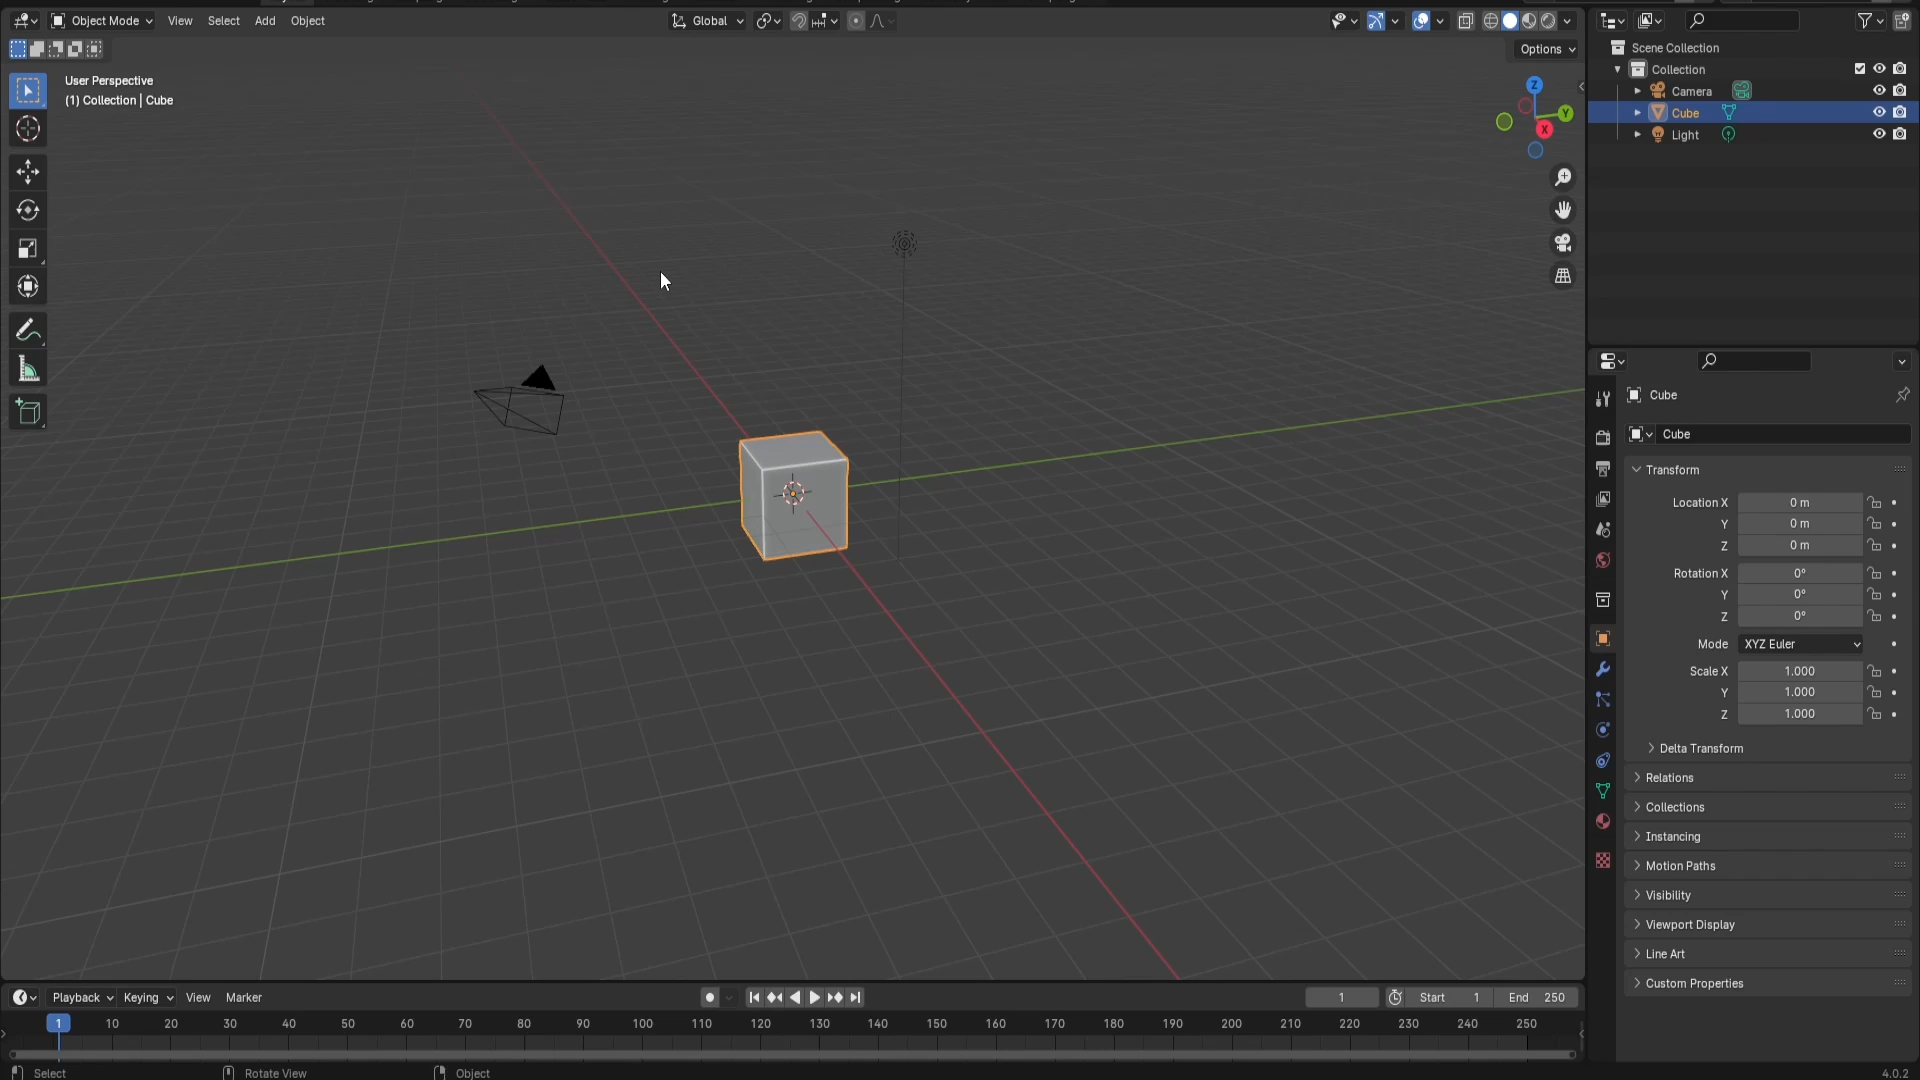 Object Mode View Select Add Object Global
Options
User Perspective
(1) Collection | Cube
Z
Y
X
Scene Collection
Collection
Camera
Cube
Light
Cube
Cube
Transform
Location X 0 m
Y 0 m
Z 0 m
Rotation X 0°
Y 0°
Z 0°
Mode XYZ Euler
Scale X 1.000
Y 1.000
Z 1.000
Delta Transform
Relations
Collections
Instancing
Motion Paths
Visibility
Viewport Display
Line Art
Custom Properties
Playback Keying View Marker 1 Start 1 End 250
1 10 20 30 40 50 60 70 80 90 100 110 120 130 140 150 160 170 180 190 200 210 220 230 240 250
Select Rotate View Object 4.0.2